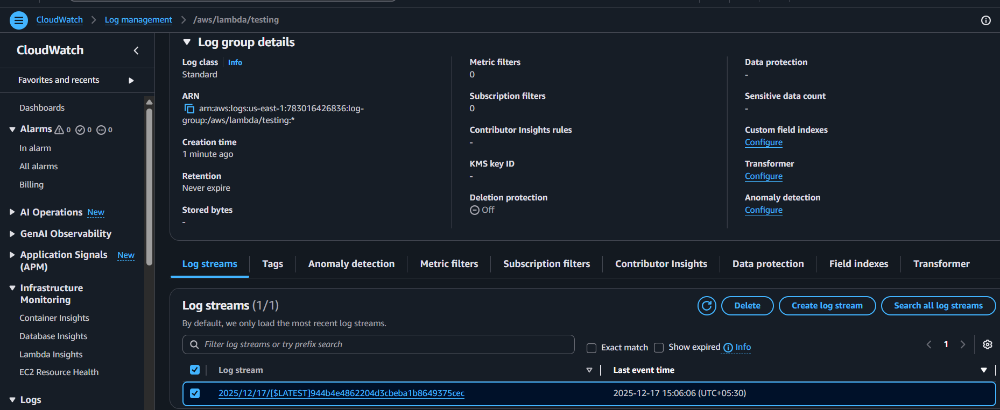 CloudWatch > Log management > /aws/lambda/testing
CloudWatch
Favorites and recents
Dashboards
Alarms 0 0 0
In alarm
All alarms
Billing
AI Operations New
GenAI Observability
Application Signals New
(APM)
Infrastructure
Monitoring
Container Insights
Database Insights
Lambda Insights
EC2 Resource Health
Logs
Log group details
Log class Info
Standard
ARN
arn:aws:logs:us-east-1:783016426836:log-
group:/aws/lambda/testing:*
Creation time
1 minute ago
Retention
Never expire
Stored bytes
-
Metric filters
0
Subscription filters
0
Contributor Insights rules
-
KMS key ID
-
Deletion protection
Off
Data protection
-
Sensitive data count
-
Custom field indexes
Configure
Transformer
Configure
Anomaly detection
Configure
Log streams Tags Anomaly detection Metric filters Subscription filters Contributor Insights Data protection Field indexes Transformer
Log streams (1/1)
Delete Create log stream Search all log streams
By default, we only load the most recent log streams.
Filter log streams or try prefix search
Exact match Show expired Info
1
Log stream Last event time
2025/12/17/[$LATEST]944b4e4862204d3cbeba1b8649375cec 2025-12-17 15:06:06 (UTC+05:30)